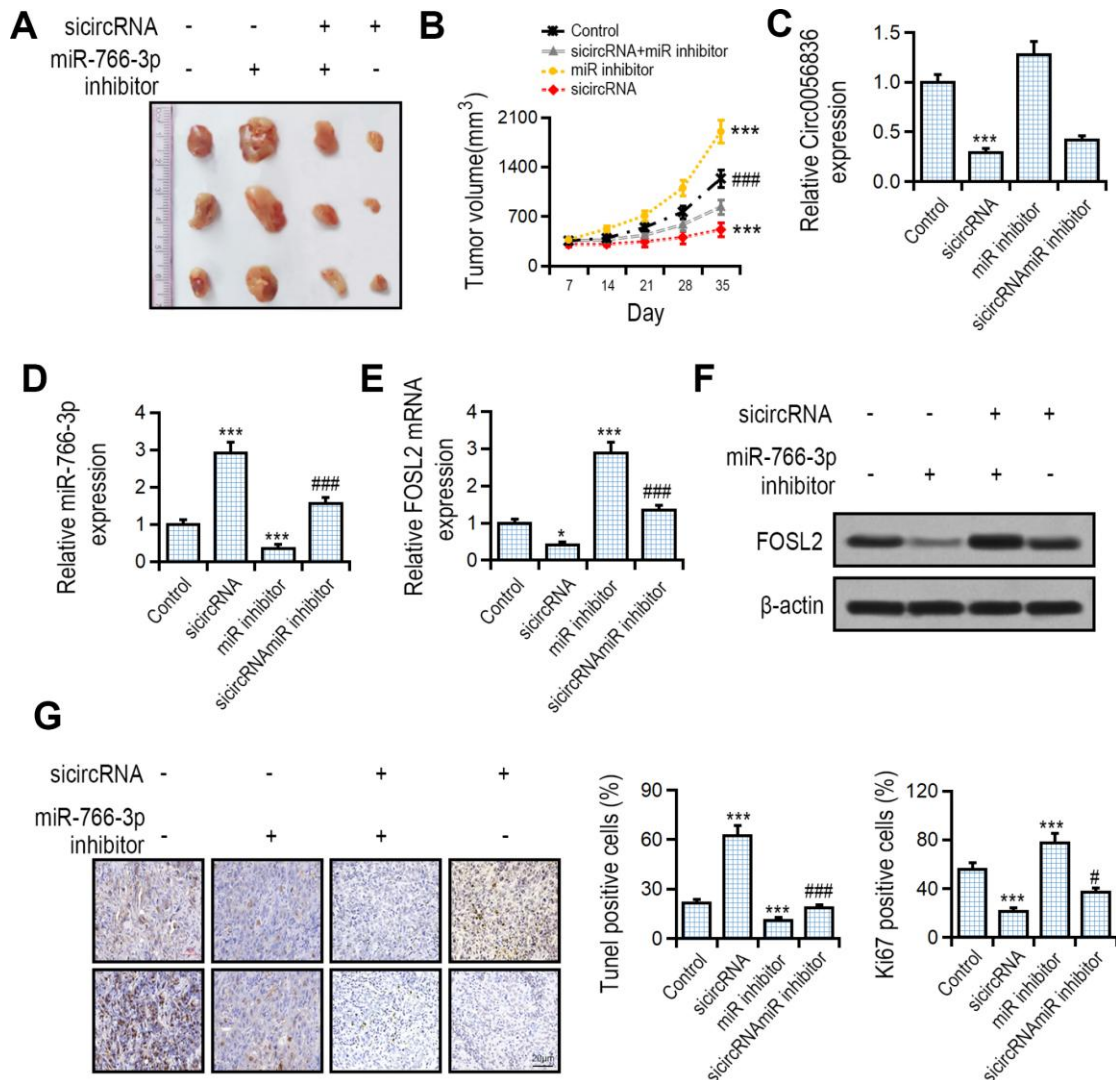 A
sicircRNA - - + +
miR-766-3p
inhibitor - + + -
B
Control
sicircRNA+miR inhibitor
miR inhibitor
sicircRNA
Tumor volume(mm³)
2100
1400
700
0
***
###
***
7 14 21 28 35
Day
C
Relative Circ0056836
expression
1.5
1.0
0.5
0.0
***
Control
sicircRNA
miR inhibitor
sicircRNAmiR inhibitor
D
Relative miR-766-3p
expression
4
3
2
1
0
***
***
###
Control
sicircRNA
miR inhibitor
sicircRNAmiR inhibitor
E
Relative FOSL2 mRNA
expression
4
3
2
1
0
*
***
###
Control
sicircRNA
miR inhibitor
sicircRNAmiR inhibitor
F
sicircRNA - - + +
miR-766-3p
inhibitor - + + -
FOSL2
β-actin
G
sicircRNA - - + +
miR-766-3p
inhibitor - + + -
20μm
Tunel positive cells (%)
90
60
30
0
***
***
###
Control
sicircRNA
miR inhibitor
sicircRNAmiR inhibitor
Ki67 positive cells (%)
120
80
40
0
***
***
#
Control
sicircRNA
miR inhibitor
sicircRNAmiR inhibitor